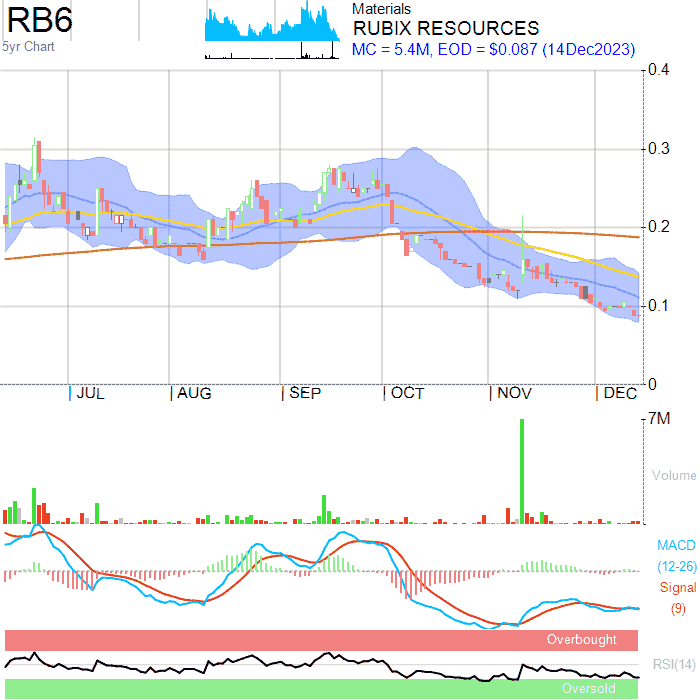 RB6
5yr Chart
Materials
RUBIX RESOURCES
MC = 5.4M, EOD = $0.087 (14Dec2023)
0.4
0.3
0.2
0.1
0
JUL AUG SEP OCT NOV DEC
7M
Volume
MACD
(12-26)
Signal
(9)
Overbought
RSI(14)
Oversold